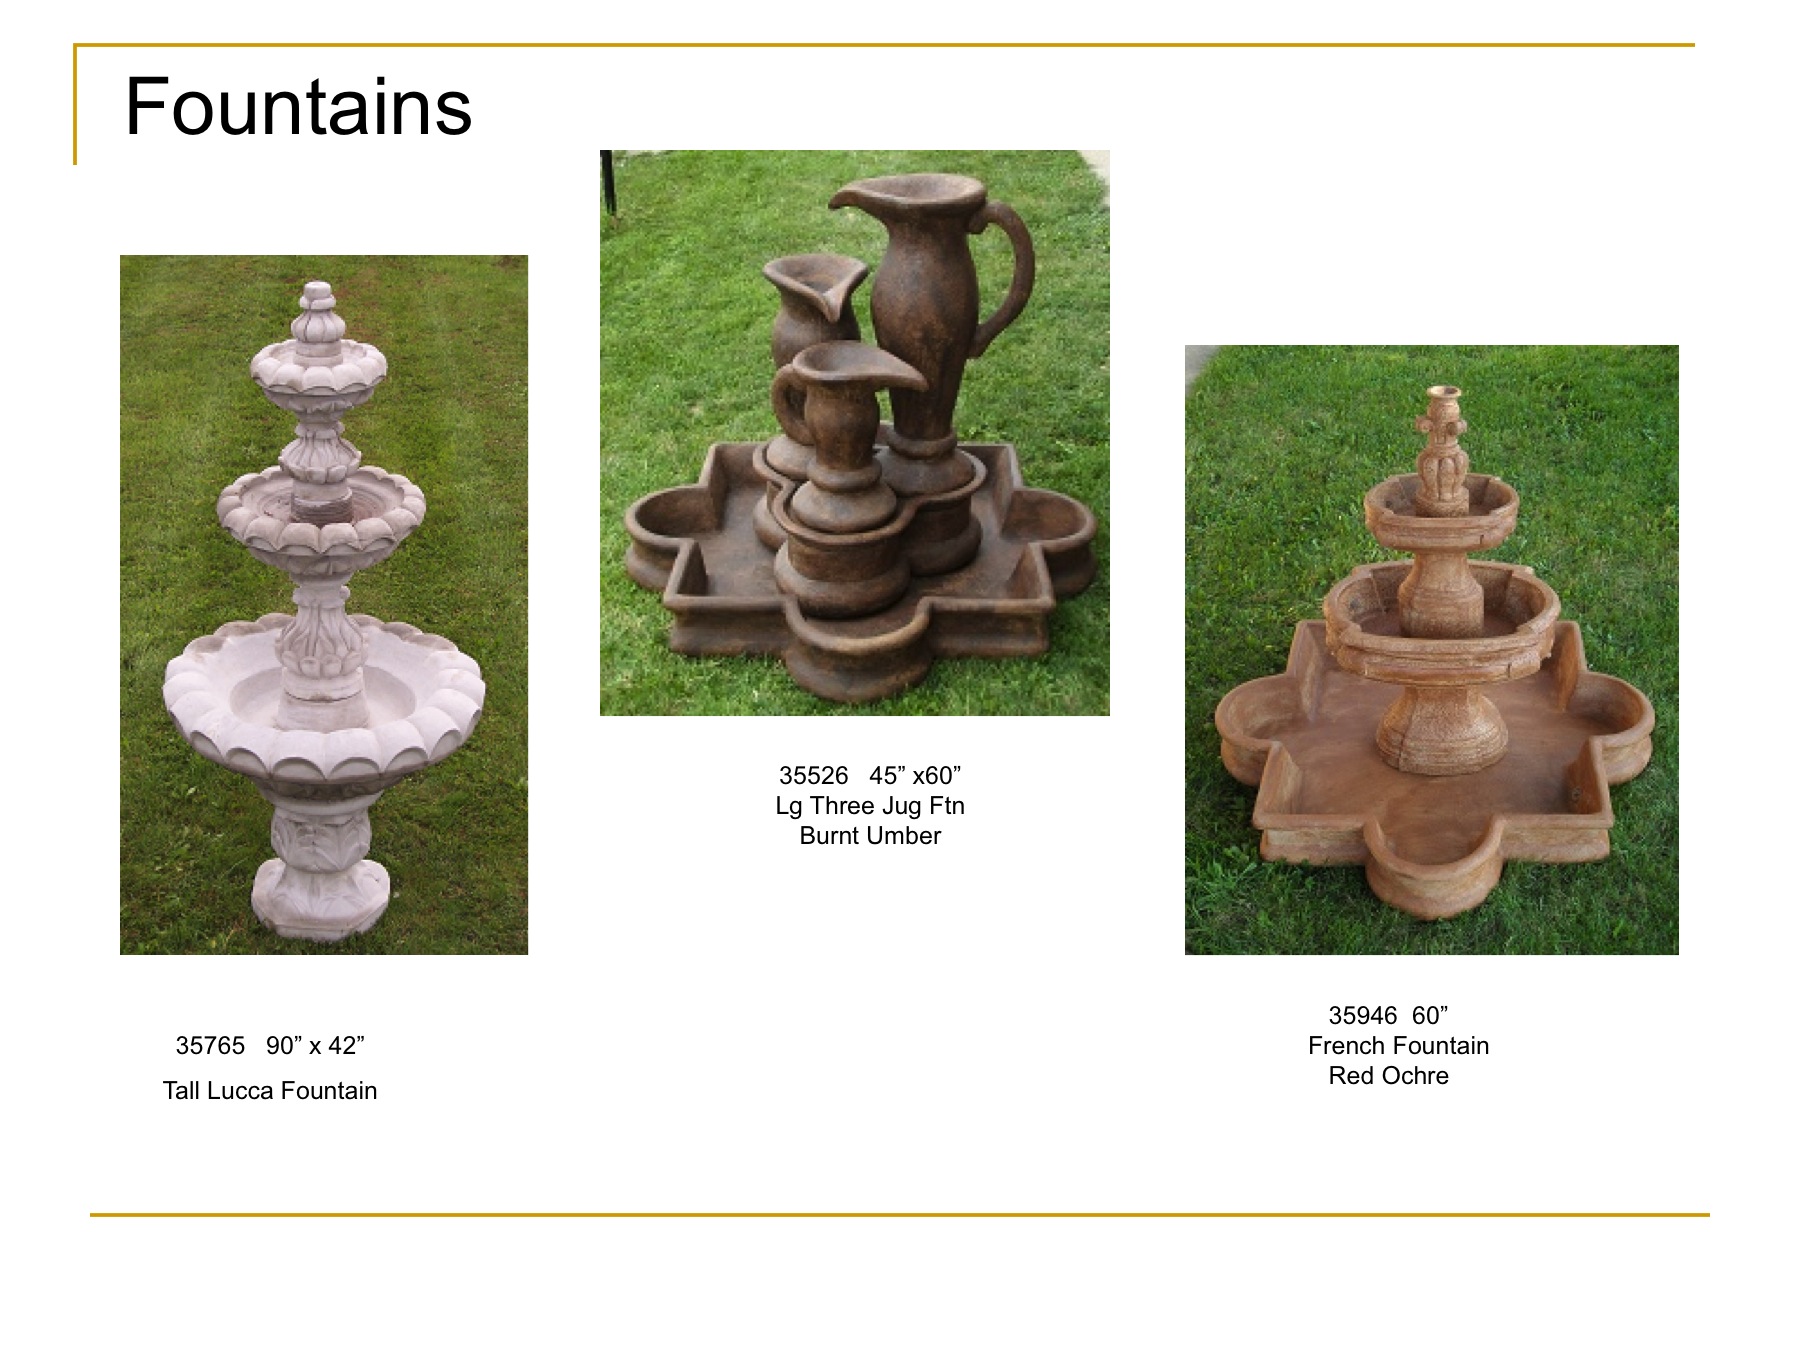 Fountains
35765   90” x 42”
Tall Lucca Fountain
35526   45” x60”
Lg Three Jug Ftn
Burnt Umber
35946  60”
French Fountain
Red Ochre